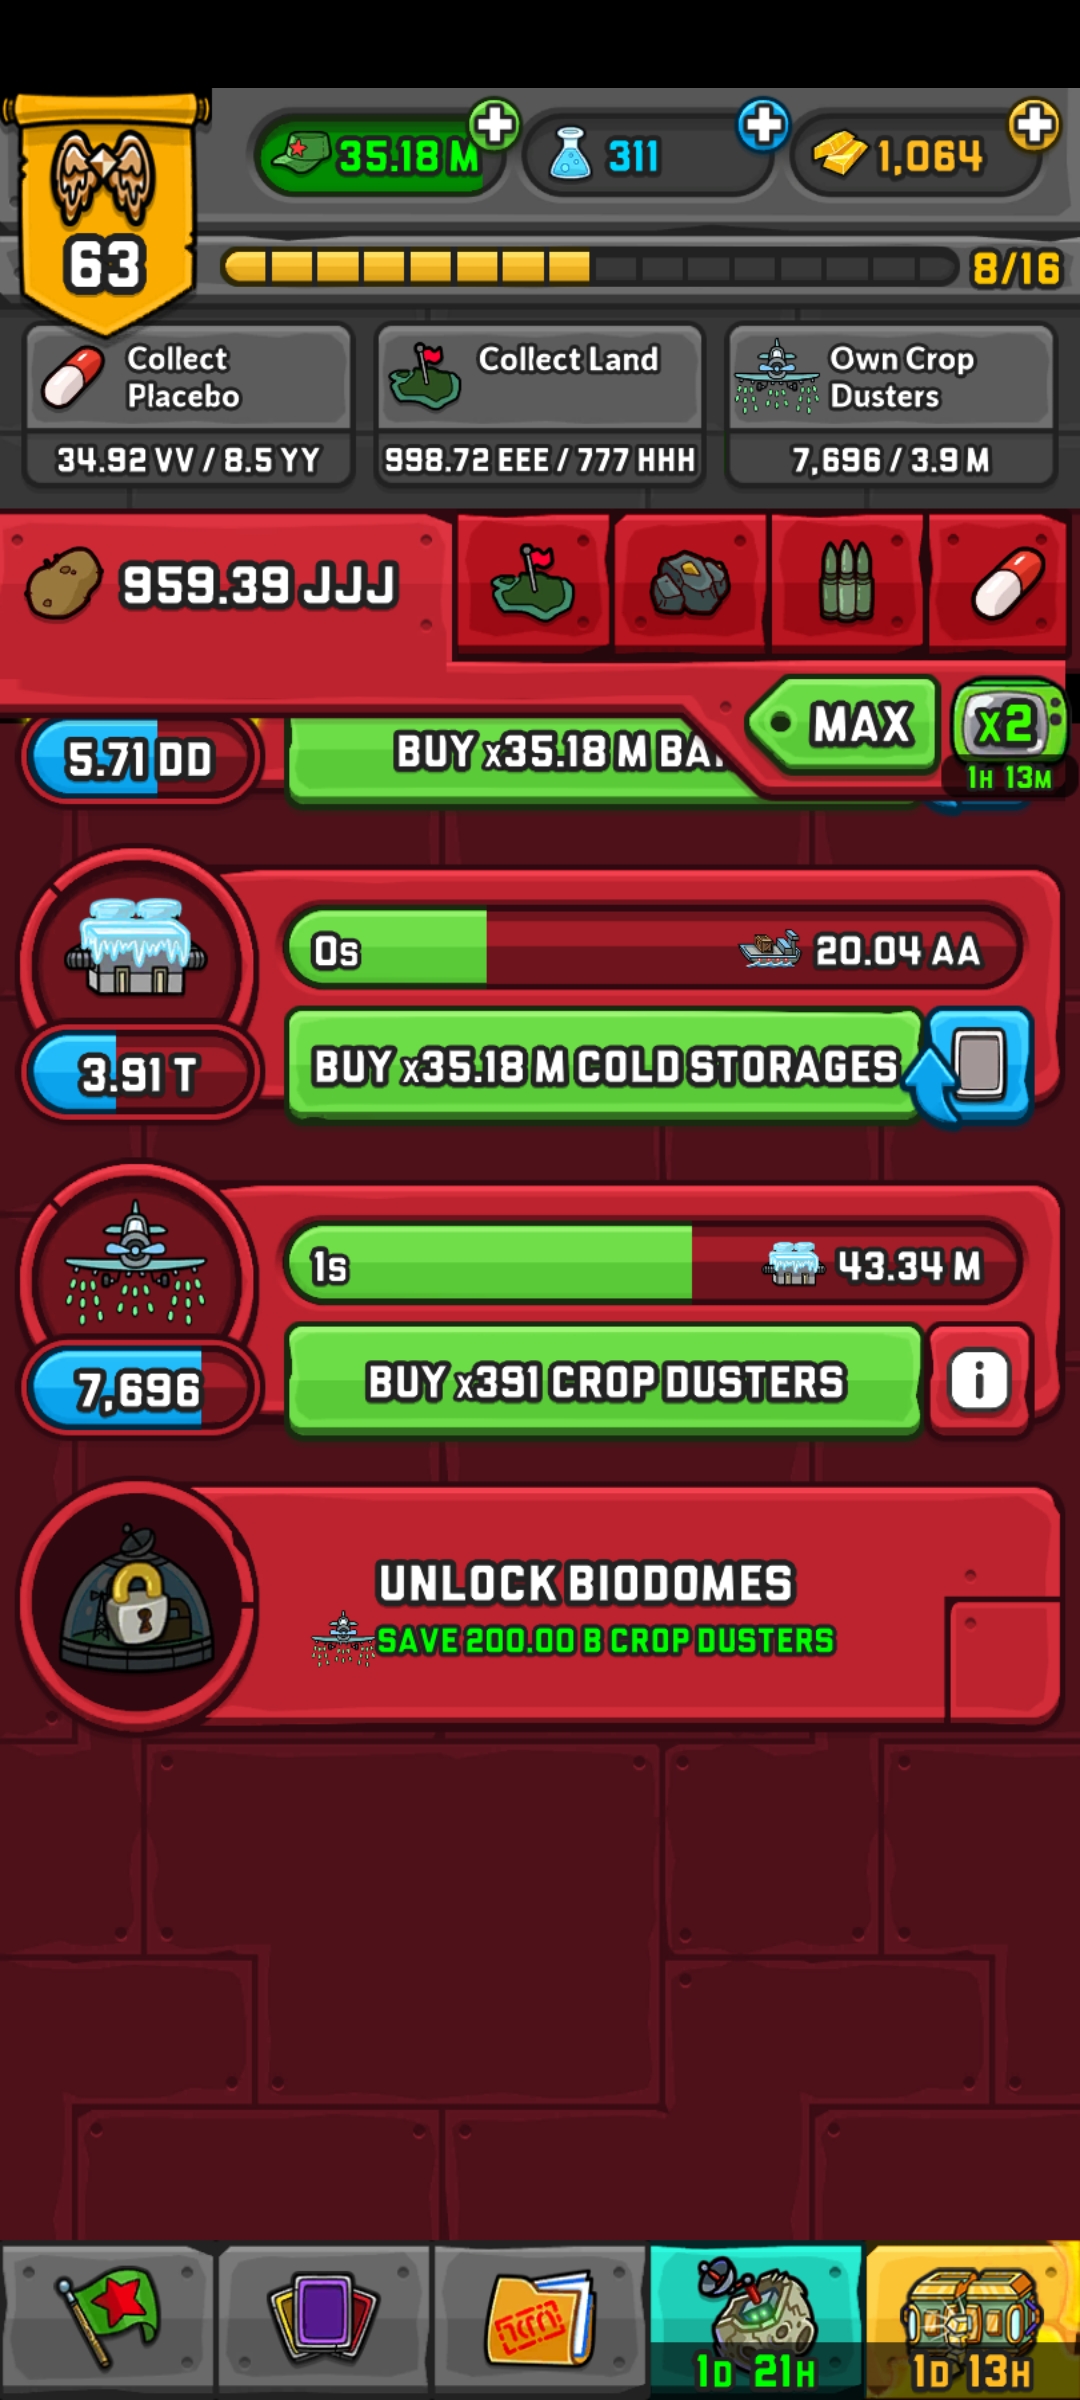 63
35.18 M
311
1,064
8/16
Collect
Placebo
34.92 VV / 8.5 YY
Collect Land
998.72 EEE / 777 HHH
Own Crop
Dusters
7,696 / 3.9 M
959.39 JJJ
MAX
x2
1H 13M
5.71 DD
BUY x35.18 M BA
0s
20.04 AA
3.91 T
BUY x35.18 M COLD STORAGES
1s
43.34 M
7,696
BUY x391 CROP DUSTERS
i
UNLOCK BIODOMES
SAVE 200.00 B CROP DUSTERS
1D 21H
1D 13H